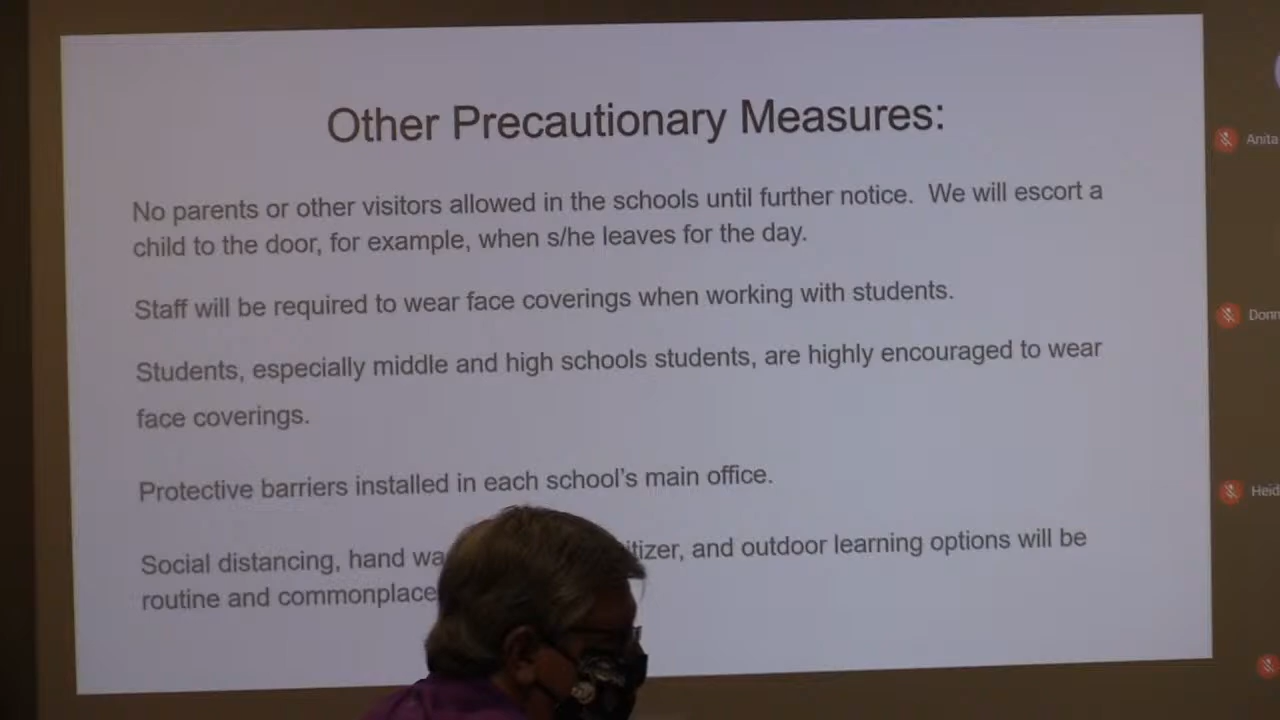 Other Precautionary Measures:
No parents or other visitors allowed in the schools until further notice. We will escort a
child to the door, for example, when s/he leaves for the day.
Staff will be required to wear face coverings when working with students.
Students, especially middle and high schools students, are highly encouraged to wear
face coverings.
Protective barriers installed in each school's main office.
Social distancing, hand and outdoor learning options will be
routine and commonplace
Anita